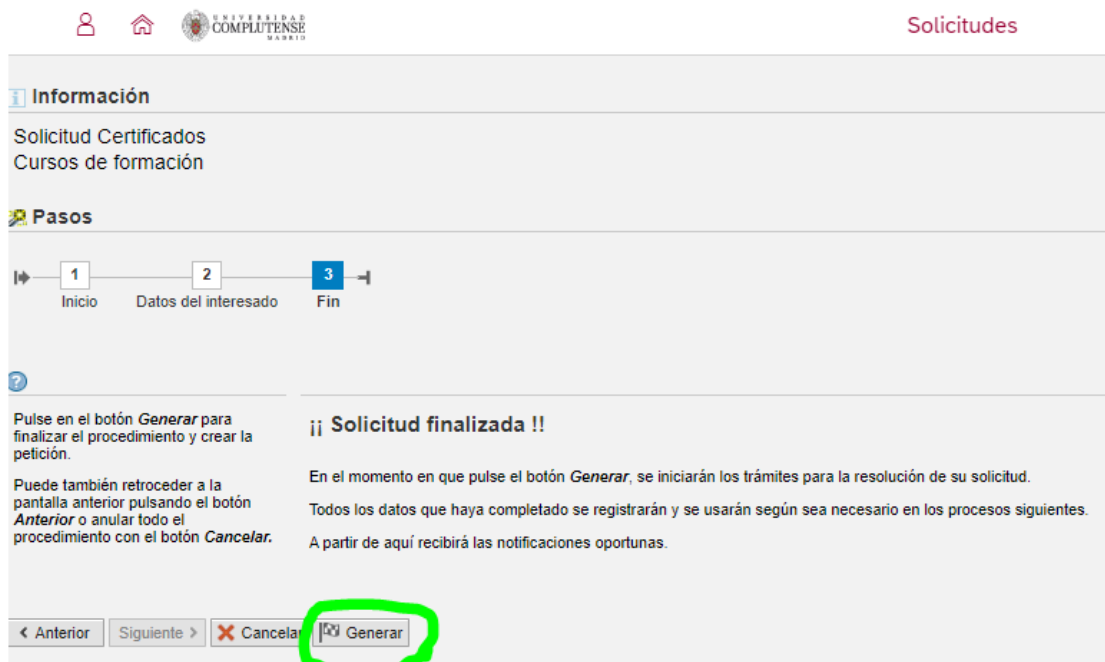 UNIVERSIDAD
COMPLUTENSE
MADRID
Solicitudes
Información
Solicitud Certificados
Cursos de formación
Pasos
1
2
3
Inicio
Datos del interesado
Fin
Pulse en el botón Generar para
finalizar el procedimiento y crear la
petición.
Puede también retroceder a la
pantalla anterior pulsando el botón
Anterior o anular todo el
procedimiento con el botón Cancelar.
¡¡ Solicitud finalizada !!
En el momento en que pulse el botón Generar, se iniciarán los trámites para la resolución de su solicitud.
Todos los datos que haya completado se registrarán y se usarán según sea necesario en los procesos siguientes.
A partir de aquí recibirá las notificaciones oportunas.
< Anterior
Siguiente >
Cancelar
Generar